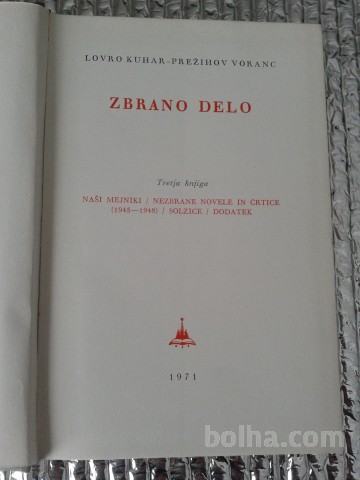 LOVRO KUHAR–PREŽIHOV VORANC
ZBRANO DELO
Tretja knjiga
NAŠI MEJNIKI / NEZBRANE NOVELE IN ČRTICE
(1945—1948) / SOLZICE / DODATEK
1971
bolha.com